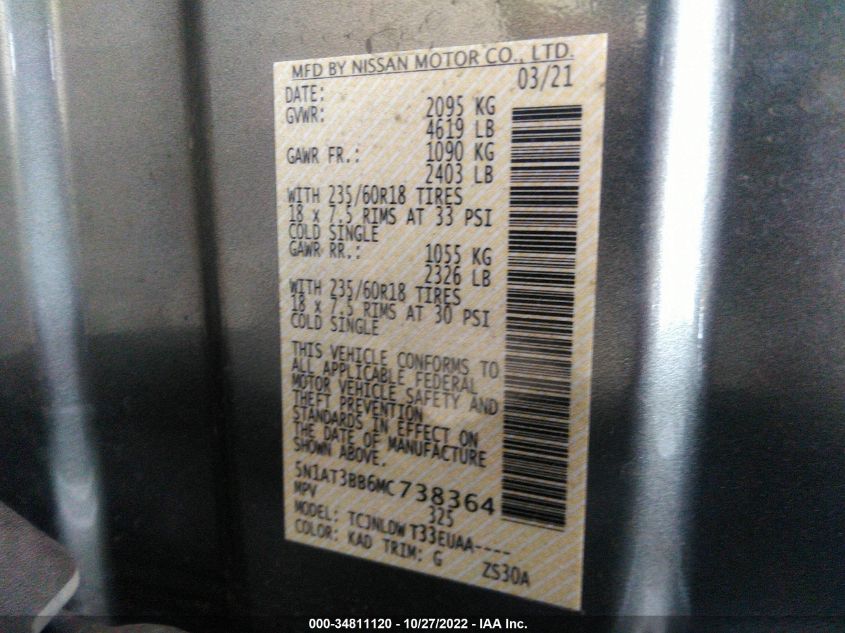 MFD BY NISSAN MOTOR CO., LTD.
DATE: 03/21
GVWR: 2095 KG
4619 LB
GAWR FR.: 1090 KG
2403 LB
WITH 235/60R18 TIRES
18 x 7.5 RIMS AT 33 PSI
COLD SINGLE
GAWR RR.: 1055 KG
2326 LB
WITH 235/60R18 TIRES
18 x 7.5 RIMS AT 30 PSI
COLD SINGLE
THIS VEHICLE CONFORMS TO
ALL APPLICABLE FEDERAL
MOTOR VEHICLE SAFETY AND
THEFT PREVENTION
STANDARDS IN EFFECT ON
THE DATE OF MANUFACTURE
SHOWN ABOVE.
5N1AT3BB6MC738364
MPV 325
MODEL: TCJNLDW T33EUAA----
COLOR: KAD TRIM: G ZS30A
000-34811120 - 10/27/2022 - IAA Inc.